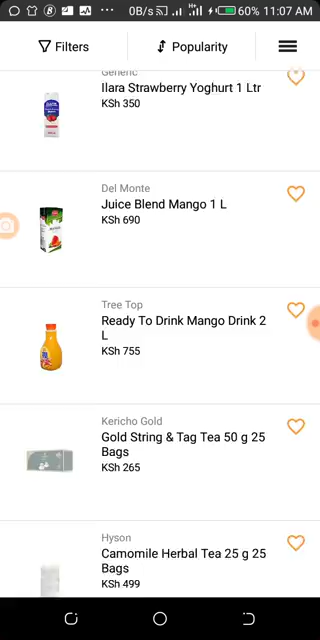 0B/s
60% 11:07 AM
Filters
Popularity
Generic
Ilara Strawberry Yoghurt 1 Ltr
KSh 350
Del Monte
Juice Blend Mango 1 L
KSh 690
Tree Top
Ready To Drink Mango Drink 2
L
KSh 755
Kericho Gold
Gold String & Tag Tea 50 g 25
Bags
KSh 265
Hyson
Camomile Herbal Tea 25 g 25
Bags
KSh 499